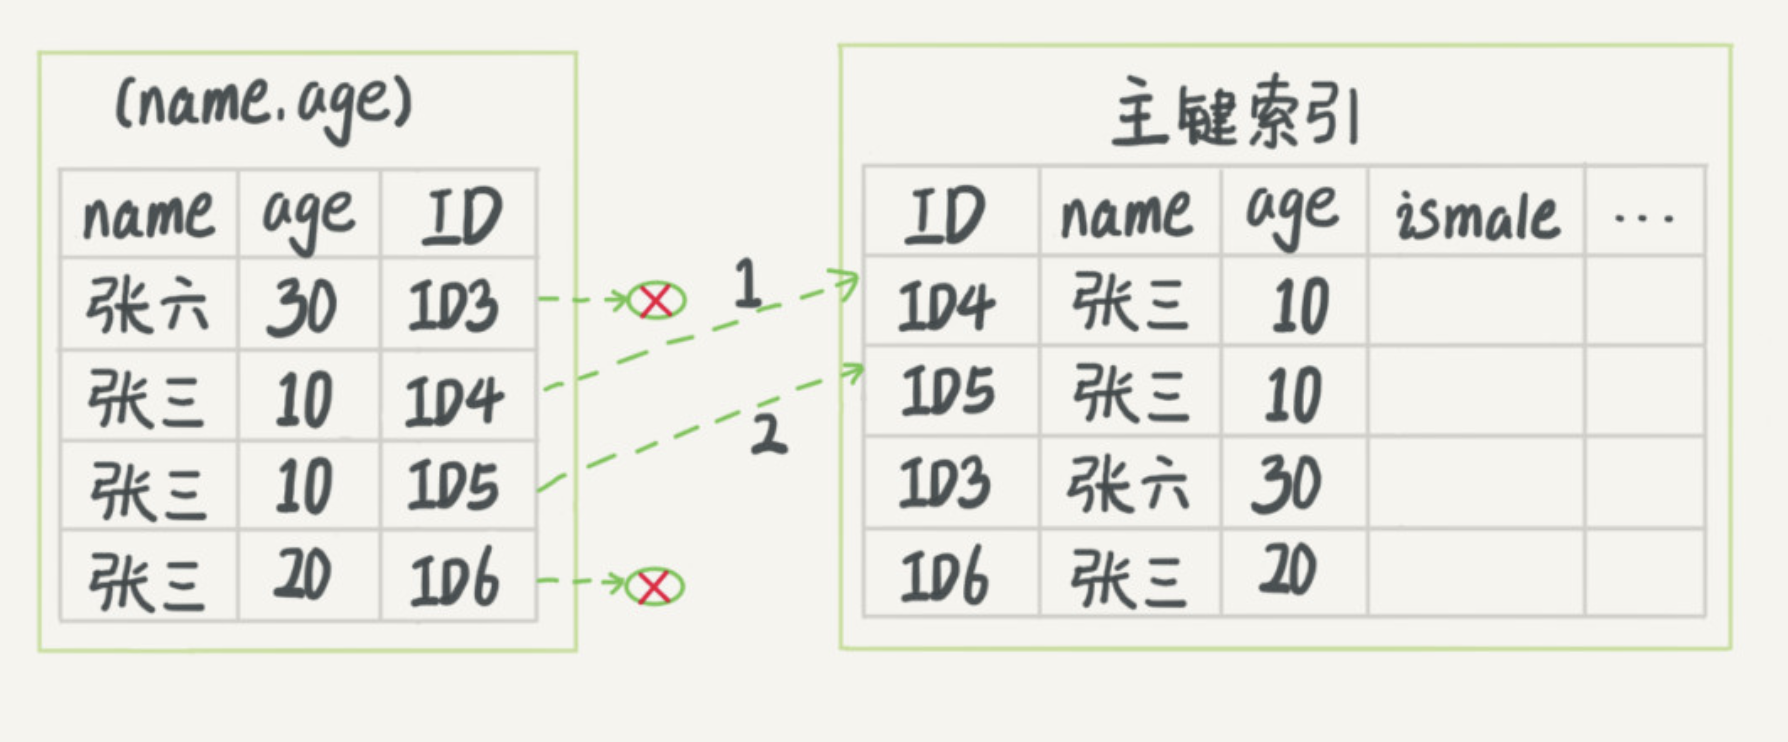 (name.age)
name age ID
张六 30 ID3
张三 10 ID4
张三 10 ID5
张三 20 ID6
1
2
主键索引
ID name age ismale ...
ID4 张三 10
ID5 张三 10
ID3 张六 30
ID6 张三 20